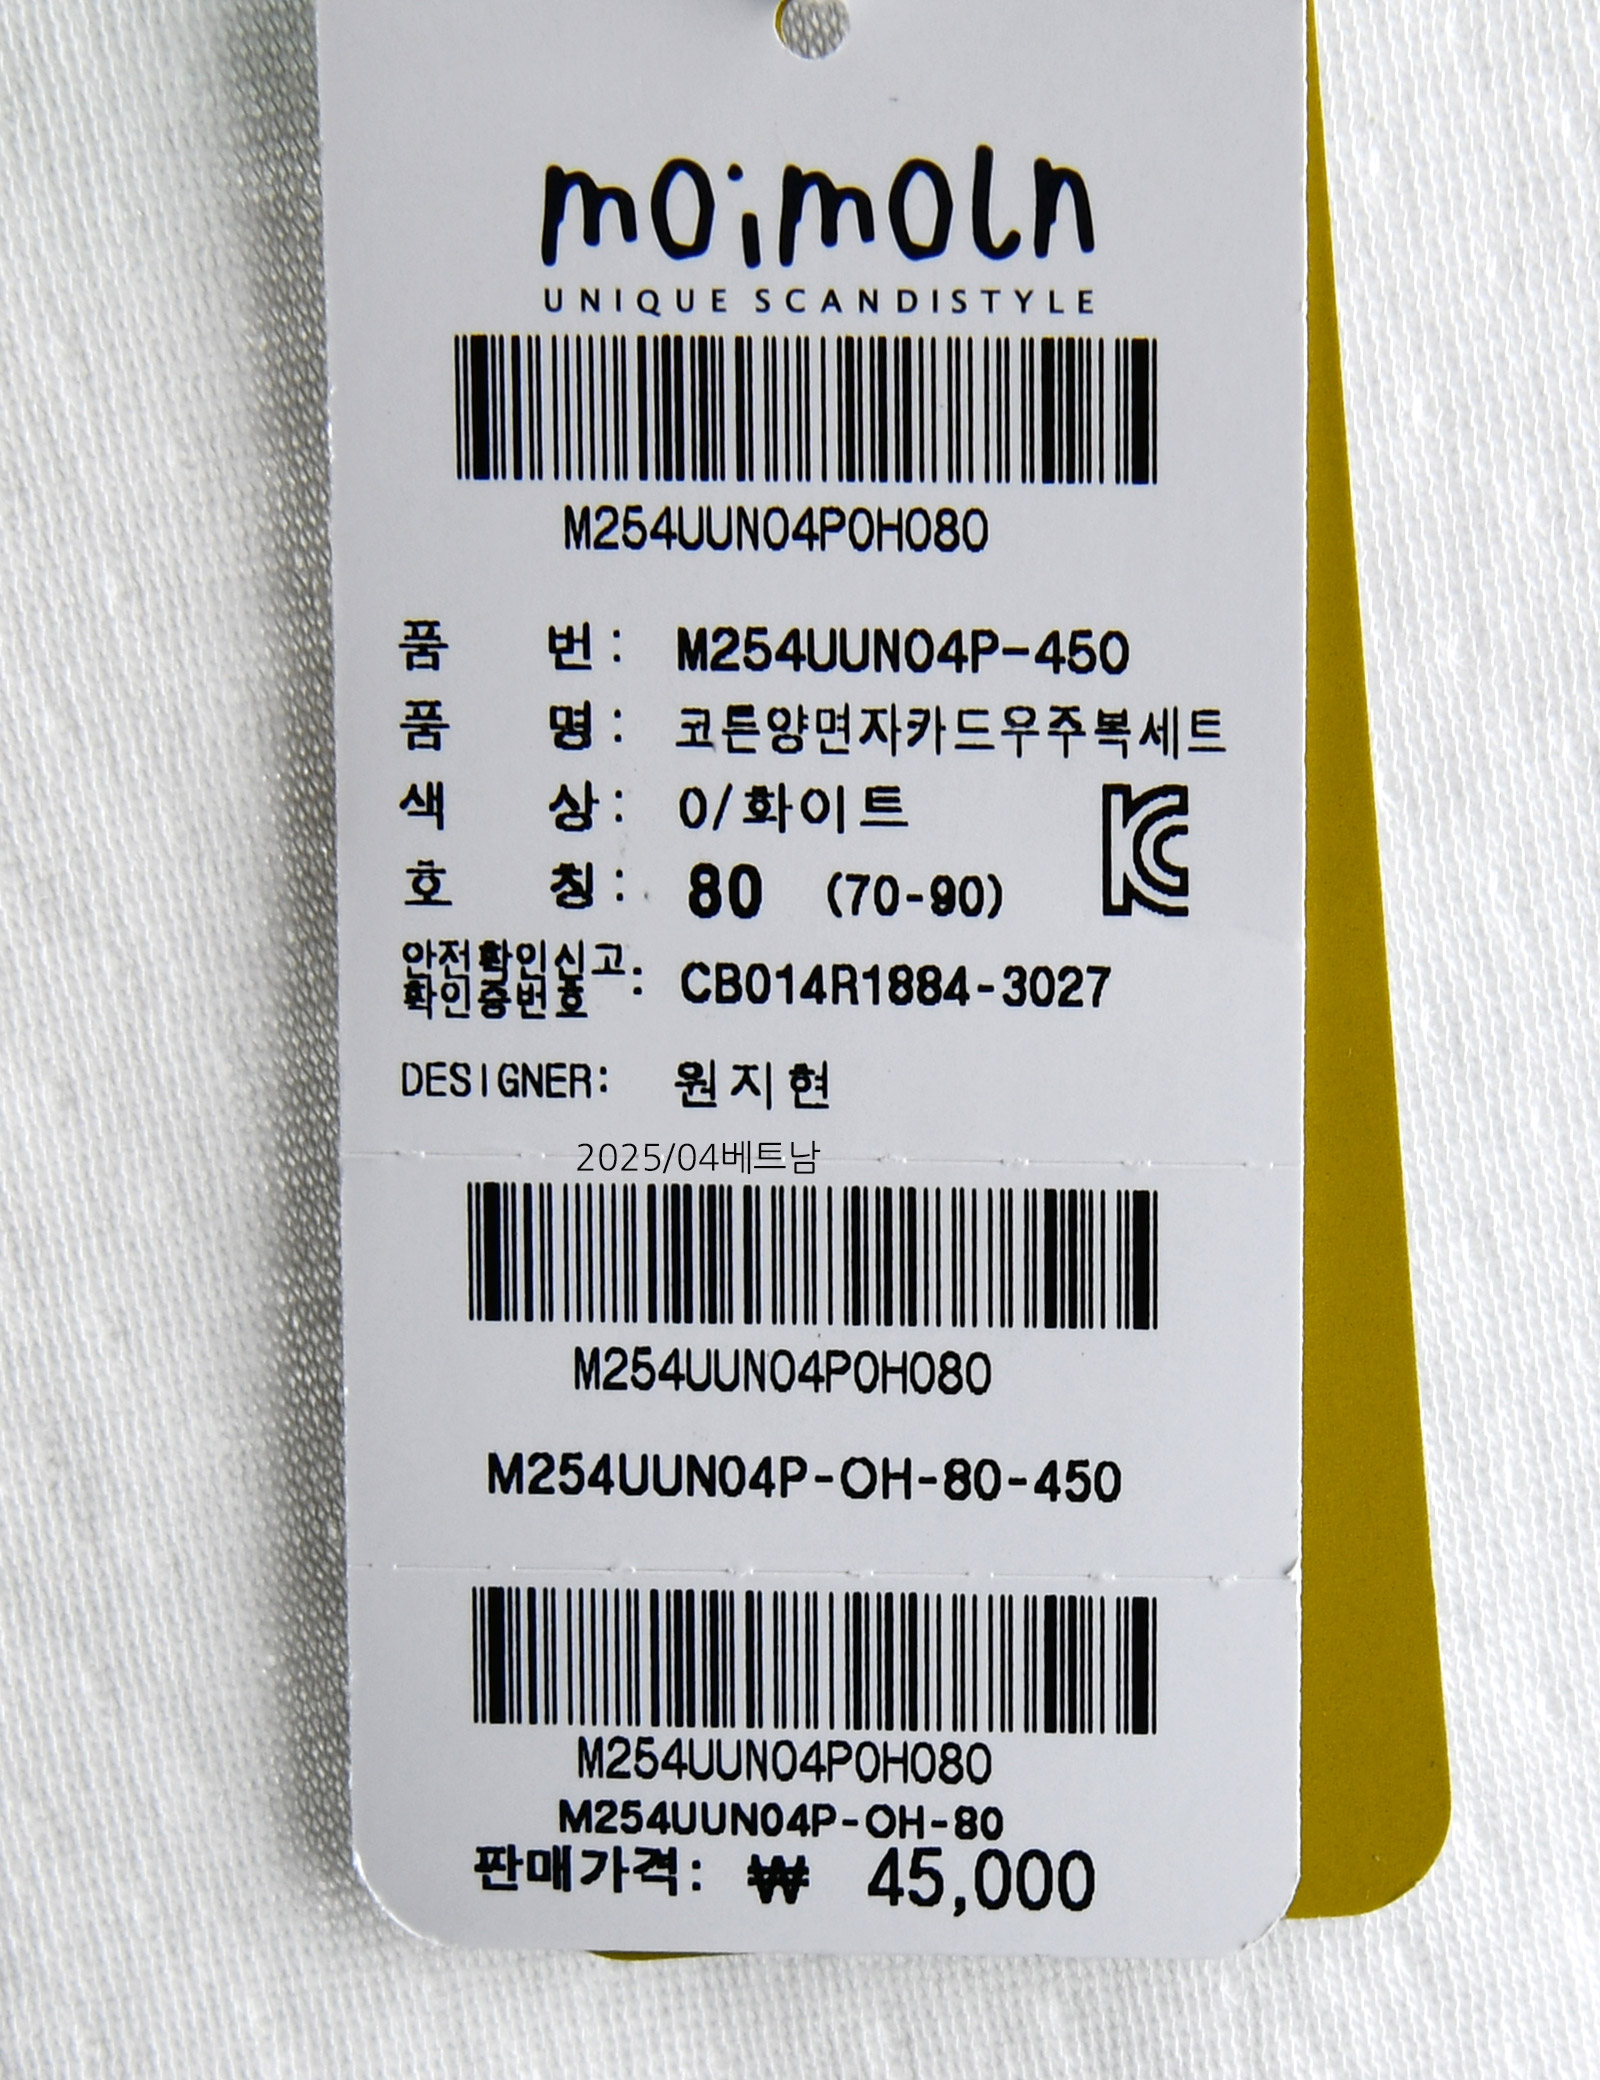 moimoln
UNIQUE SCANDISTYLE
M254UUN04P0H080
품 번 : M254UUN04P-450
품 명 : 코튼양면자카드우주복세트
색 상 : 0/화이트
호 칭 : 80 (70-90)
안전확인신고
확인증번호 : CB014R1884-3027
DESIGNER: 원지현
2025/04베트남
M254UUN04P0H080
M254UUN04P-OH-80-450
M254UUN04P0H080
M254UUN04P-OH-80
판매가격: ₩ 45,000